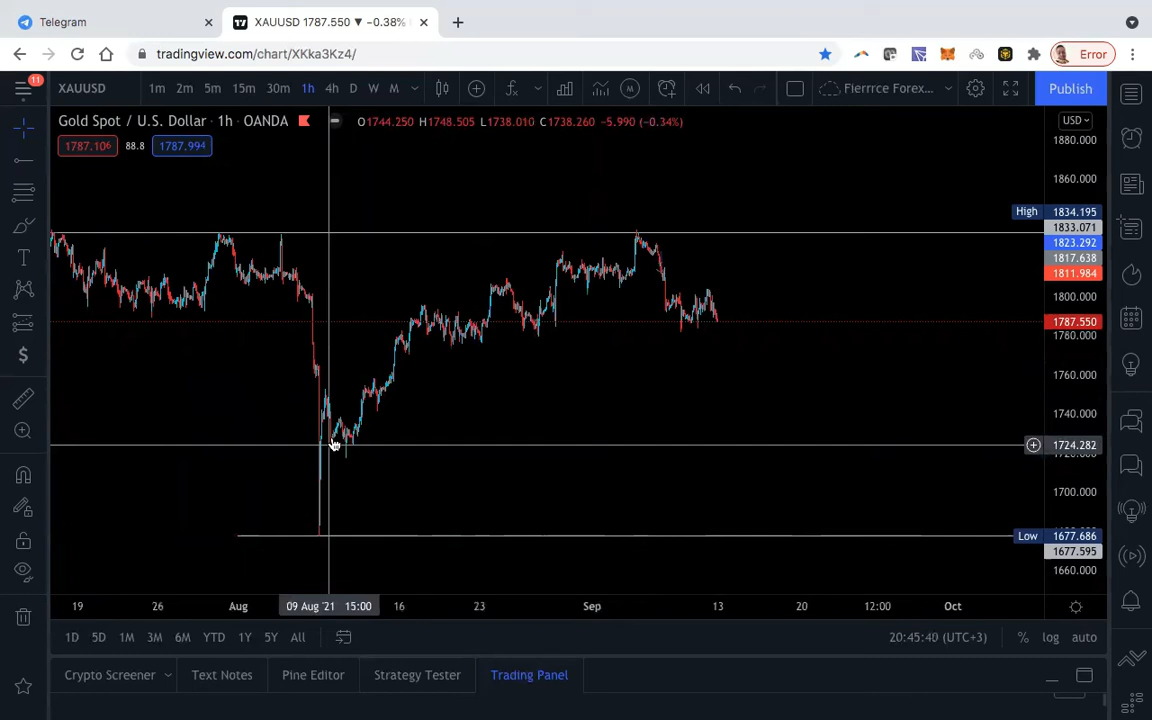 Telegram
XAUUSD 1787.550 ▼ −0.38%
tradingview.com/chart/XKka3Kz4/
Error
11
XAUUSD 1m 2m 5m 15m 30m 1h 4h D W M Fierrrce Forex... Publish
Gold Spot / U.S. Dollar · 1h · OANDA O1744.250 H1748.505 L1738.010 C1738.260 −5.990 (−0.34%)
USD
1787.106 88.8 1787.994
1880.000
1860.000
High 1834.195
1833.071
1823.292
1817.638
1811.984
1800.000
1787.550
1780.000
1760.000
1740.000
1724.282
1700.000
Low 1677.686
1677.595
1660.000
19 26 Aug 09 Aug '21 15:00 16 23 Sep 13 20 12:00 Oct
1D 5D 1M 3M 6M YTD 1Y 5Y All 20:45:40 (UTC+3) % log auto
Crypto Screener Text Notes Pine Editor Strategy Tester Trading Panel